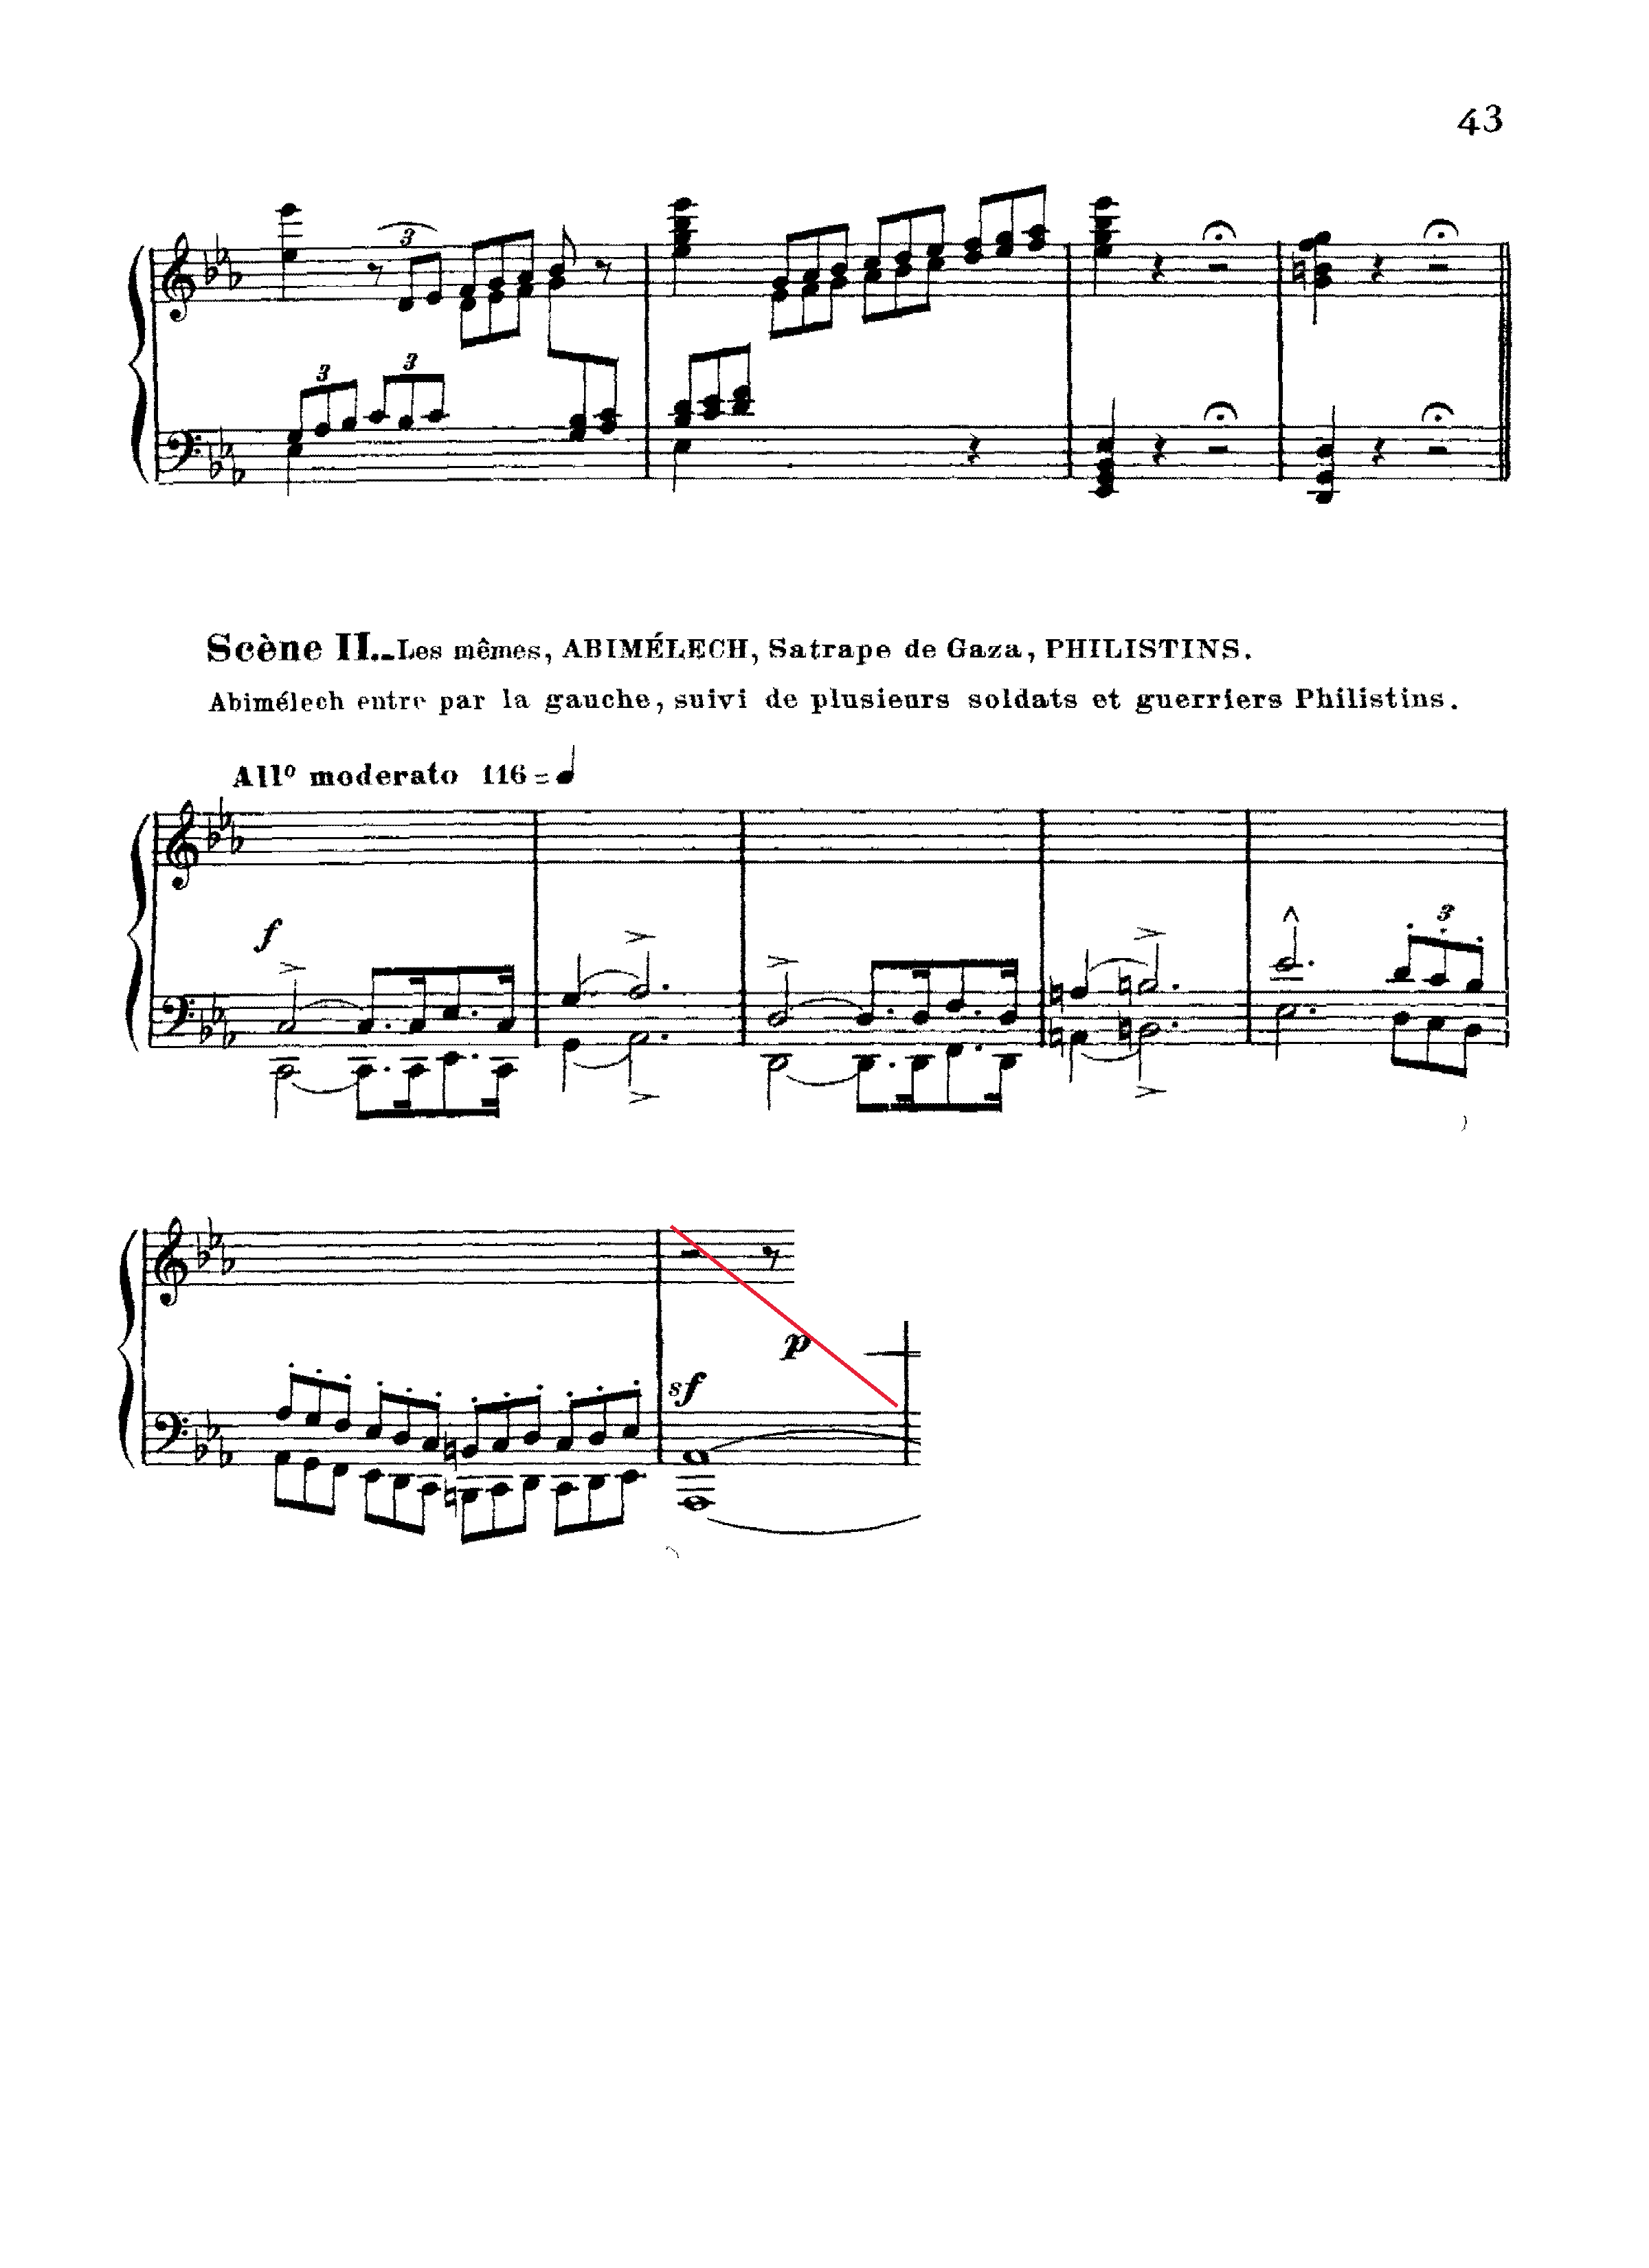 43
3
3 3
Scène II.. Les mêmes, ABIMÉLECH, Satrape de Gaza, PHILISTINS.
Abimélech entre par la gauche, suivi de plusieurs soldats et guerriers Philistins.
Allº moderato 116 =
f
3
p
sf